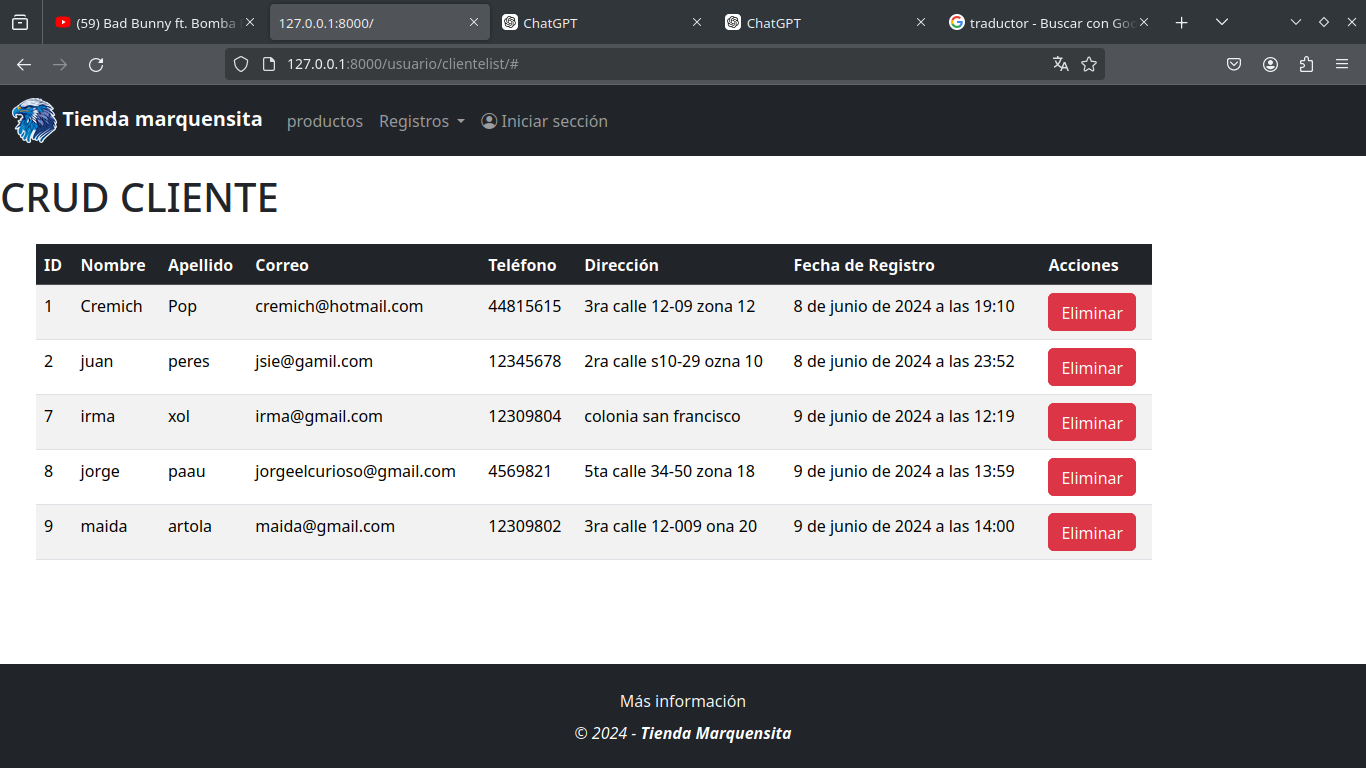 (59) Bad Bunny ft. Bomba
127.0.0.1:8000/
ChatGPT
ChatGPT
traductor - Buscar con Goo
127.0.0.1:8000/usuario/clientelist/#
Tienda marquensita productos Registros Iniciar sección
CRUD CLIENTE
ID Nombre Apellido Correo Teléfono Dirección Fecha de Registro Acciones
1 Cremich Pop cremich@hotmail.com 44815615 3ra calle 12-09 zona 12 8 de junio de 2024 a las 19:10 Eliminar
2 juan peres jsie@gamil.com 12345678 2ra calle s10-29 ozna 10 8 de junio de 2024 a las 23:52 Eliminar
7 irma xol irma@gmail.com 12309804 colonia san francisco 9 de junio de 2024 a las 12:19 Eliminar
8 jorge paau jorgeelcurioso@gmail.com 4569821 5ta calle 34-50 zona 18 9 de junio de 2024 a las 13:59 Eliminar
9 maida artola maida@gmail.com 12309802 3ra calle 12-009 ona 20 9 de junio de 2024 a las 14:00 Eliminar
Más información
© 2024 - Tienda Marquensita